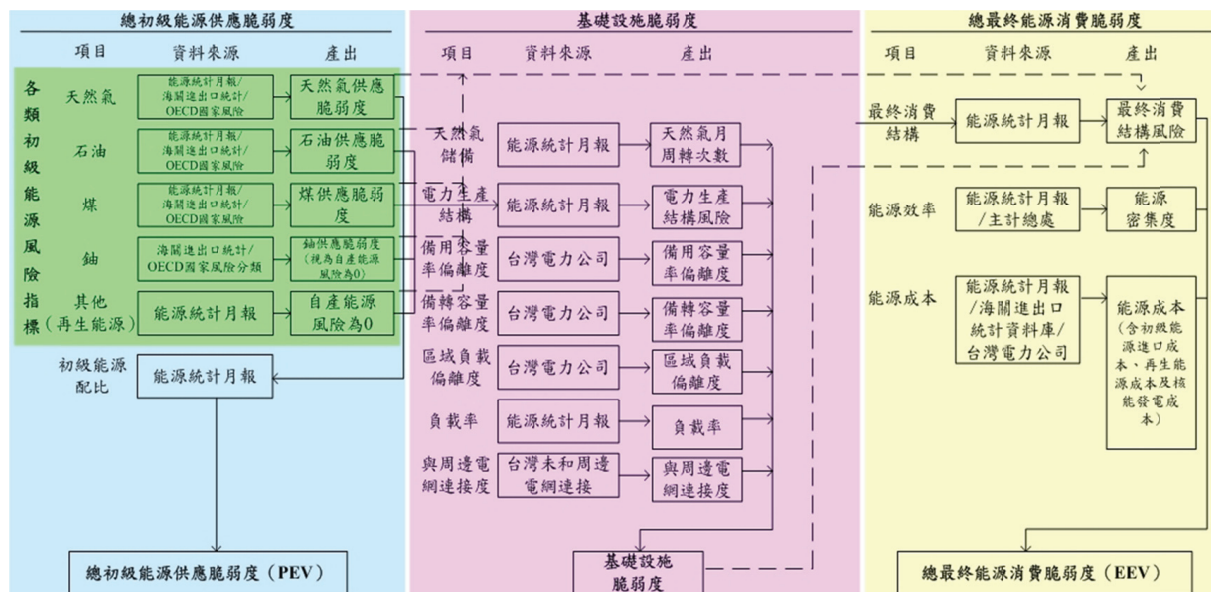 總初級能源供應脆弱度
項目
資料來源
產出
各類初級能源風險指標
天然氣
能源統計月報/
海關進出口統計/
OECD國家風險
天然氣供應
脆弱度
石油
能源統計月報/
海關進出口統計/
OECD國家風險
石油供應脆
弱度
煤
能源統計月報/
海關進出口統計/
OECD國家風險
煤供應脆弱
度
鈾
海關進出口統計/
OECD國家風險分類
鈾供應脆弱度
(視為自產能源
風險為0)
其他
(再生能源)
能源統計月報
自產能源
風險為0
初級能源
配比
能源統計月報
總初級能源供應脆弱度(PEV)
基礎設施脆弱度
項目
資料來源
產出
天然氣
儲備
能源統計月報
天然氣月
周轉次數
電力生產
結構
能源統計月報
電力生產
結構風險
備用容量
率偏離度
台灣電力公司
備用容量
率偏離度
備轉容量
率偏離度
台灣電力公司
備轉容量
率偏離度
區域負載
偏離度
台灣電力公司
區域負載
偏離度
負載率
能源統計月報
負載率
與周邊電
網連接度
台灣未和周邊
電網連接
與周邊電
網連接度
基礎設施
脆弱度
總最終能源消費脆弱度
項目
資料來源
產出
最終消費
結構
能源統計月報
最終消費
結構風險
能源效率
能源統計月報
/主計總處
能源
密集度
能源成本
能源統計月報
/海關進出口
統計資料庫/
台灣電力公司
能源成本
(含初級能
源進口成
本、再生能
源成本及核
能發電成
本)
總最終能源消費脆弱度(EEV)